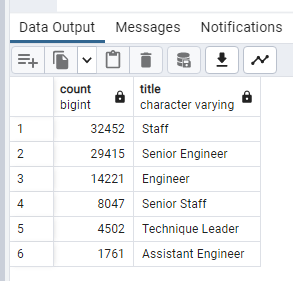 Data Output Messages Notifications
count title
bigint character varying
1 32452 Staff
2 29415 Senior Engineer
3 14221 Engineer
4 8047 Senior Staff
5 4502 Technique Leader
6 1761 Assistant Engineer